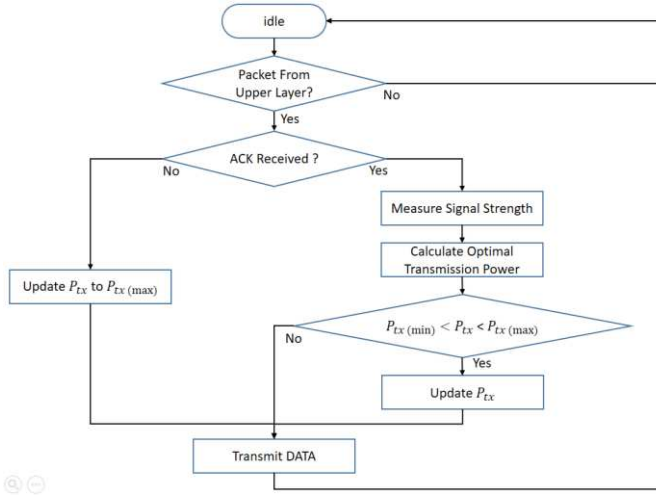 idle
Packet From
Upper Layer?
No
Yes
ACK Received ?
No
Yes
Measure Signal Strength
Calculate Optimal
Transmission Power
Update P_tx to P_tx (max)
P_tx (min) < P_tx < P_tx (max)
No
Yes
Update P_tx
Transmit DATA